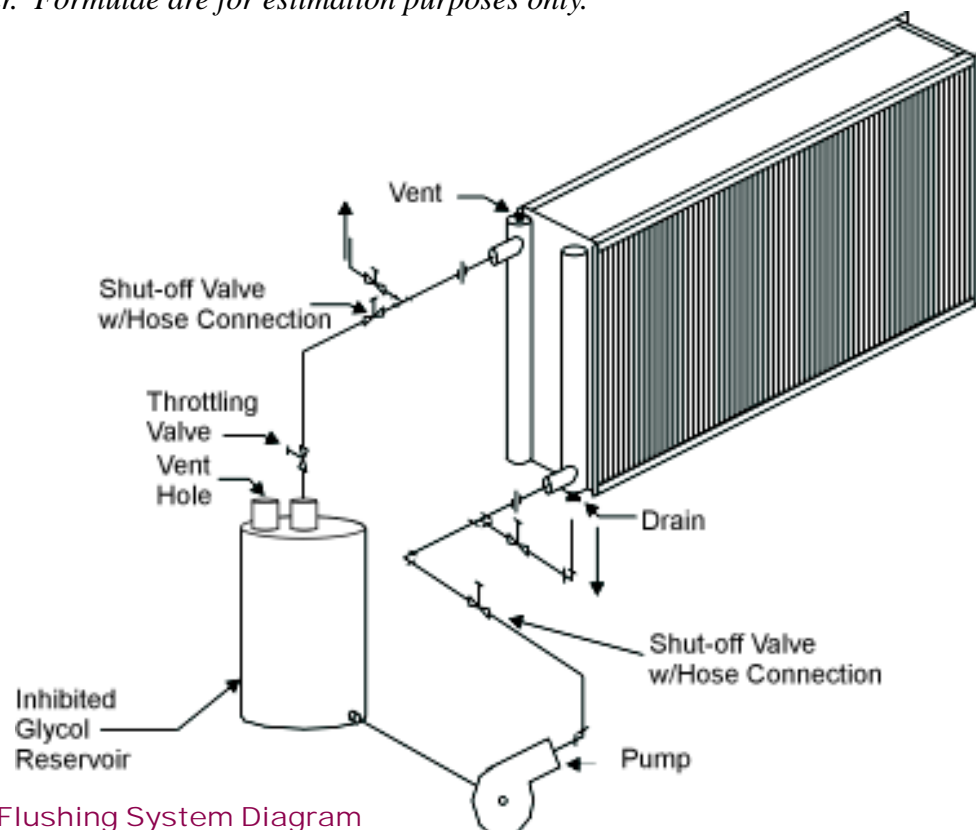 Formulae are for estimation purposes only.
Vent
Shut-off Valve
w/Hose Connection
Throttling
Valve
Vent
Hole
Drain
Shut-off Valve
w/Hose Connection
Inhibited
Glycol
Reservoir
Pump
Flushing System Diagram